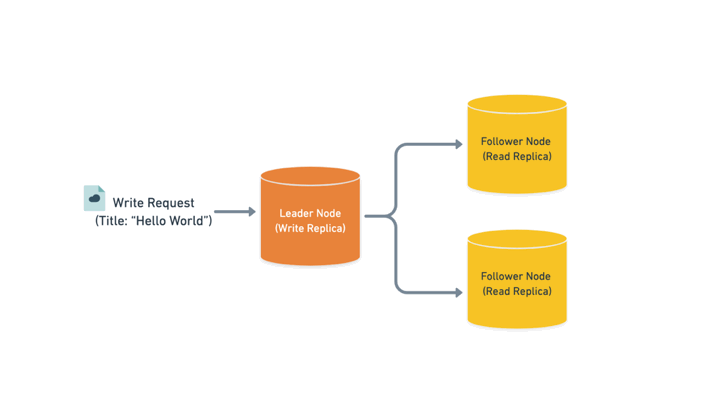 Write Request
(Title: “Hello World”)
Leader Node
(Write Replica)
Follower Node
(Read Replica)
Follower Node
(Read Replica)